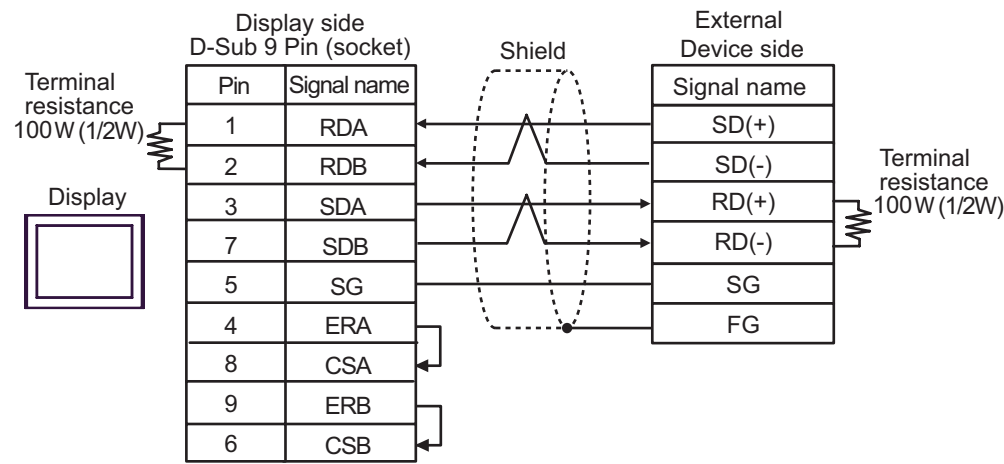 Display side
D-Sub 9 Pin (socket)
Shield
External
Device side
Terminal
resistance
100W (1/2W)
Pin Signal name
Signal name
1 RDA
SD(+)
2 RDB
SD(-)
3 SDA
RD(+)
7 SDB
RD(-)
5 SG
SG
4 ERA
FG
8 CSA
9 ERB
6 CSB
Display
Terminal
resistance
100W (1/2W)